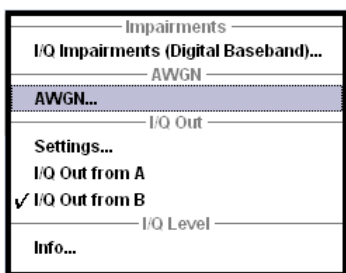 Impairments
I/Q Impairments (Digital Baseband)...
AWGN
AWGN...
I/Q Out
Settings...
I/Q Out from A
✓ I/Q Out from B
I/Q Level
Info...